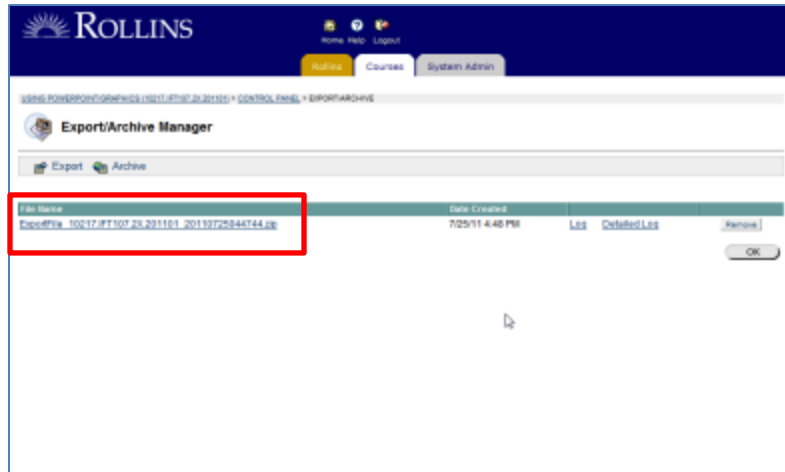 ROLLINS
Home Help Logout
Rollins Courses System Admin
USING POWERPOINT GRAPHICS (10217.IFT107.2X.201101) > CONTROL PANEL > EXPORT/ARCHIVE
Export/Archive Manager
Export Archive
File Name Date Created
ExportFile_10217.IFT107.2X.201101_20110725044744.zip 7/25/11 4:48 PM Log Detailed Log Remove
OK